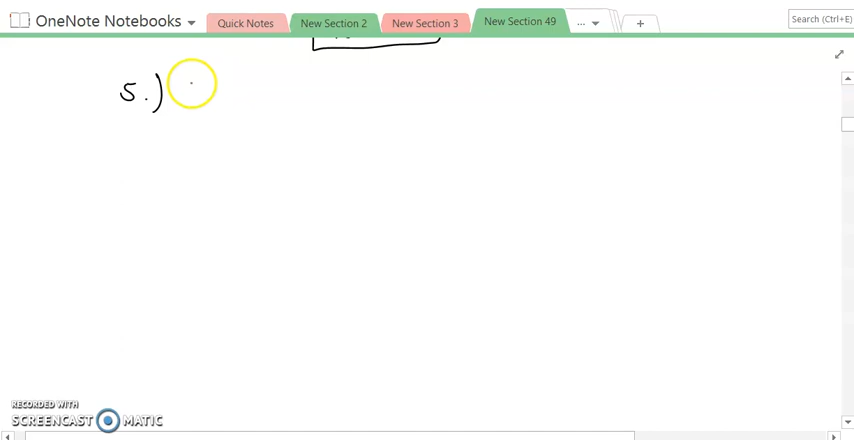 OneNote Notebooks
Quick Notes
New Section 2
New Section 3
New Section 49
...
+
Search (Ctrl+E)
5.)
RECORDED WITH
SCREENCAST MATIC